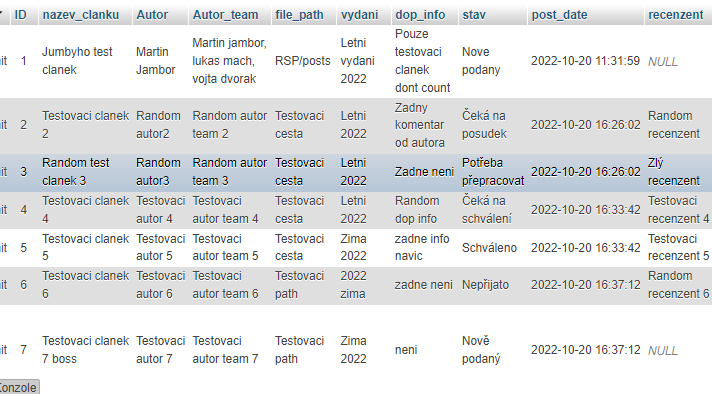 ID nazev_clanku Autor Autor_team file_path vydani dop_info stav post_date recenzent
it 1 Jumbyho test clanek Martin Jambor Martin jambor, lukas mach, vojta dvorak RSP/posts Letni vydani 2022 Pouze testovaci clanek dont count Nove podany 2022-10-20 11:31:59 NULL
it 2 Testovaci clanek 2 Random autor2 Random autor team 2 Testovaci cesta Letni 2022 Zadny komentar od autora Čeká na posudek 2022-10-20 16:26:02 Random recenzent
it 3 Random test clanek 3 Random autor3 Random autor team 3 Testovaci cesta Letni 2022 Zadne neni Potřeba přepracovat 2022-10-20 16:26:02 Zlý recenzent
it 4 Testovaci clanek 4 Testovaci autor 4 Testovaci autor team 4 Testovaci cesta Letni 2022 Random dop info Čeká na schválení 2022-10-20 16:33:42 Testovaci recenzent 4
it 5 Testovaci clanek 5 Testovaci autor 5 Testovaci autor team 5 Testovaci cesta Zima 2022 zadne info navic Schváleno 2022-10-20 16:33:42 Testovaci recenzent 5
it 6 Testovaci clanek 6 Testovaci autor 6 Testovaci autor team 6 Testovaci path 2022 zima zadne neni Nepřijato 2022-10-20 16:37:12 Random recenzent 6
it 7 Testovaci clanek 7 boss Testovaci autor 7 Testovaci autor team 7 Testovaci path Zima 2022 neni Nově podaný 2022-10-20 16:37:12 NULL
Konzole